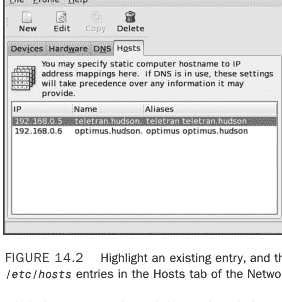 File Profile Help
New Edit Copy Delete
Devices Hardware DNS Hosts
You may specify static computer hostname to IP
address mappings here. If DNS is in use, these settings
will take precedence over any information it may
provide.
IP Name Aliases
192.168.0.5 teletran.hudson. teletran teletran.hudson
192.168.0.6 optimus.hudson. optimus optimus.hudson
FIGURE 14.2 Highlight an existing entry, and th
/etc/hosts entries in the Hosts tab of the Netwo